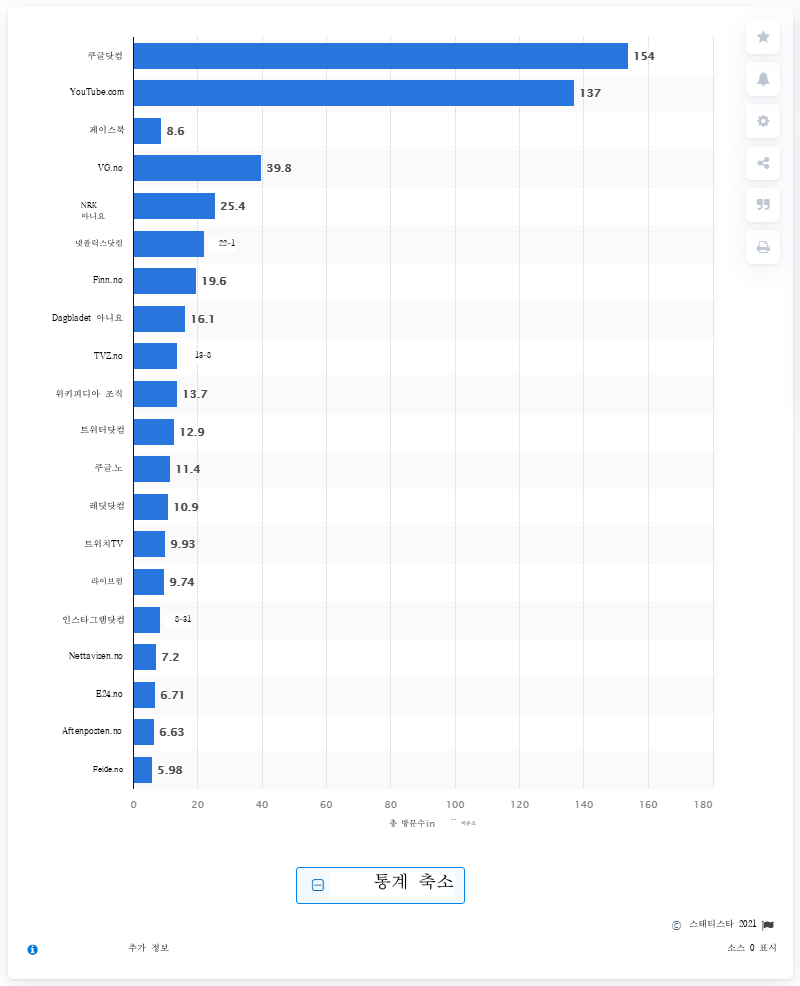 쿠글닷컴 154
YouTube.com 137
페이스북 8.6
VG.no 39.8
NRK 25.4
아니요
넷플릭스닷컴 22-1
Finn.no 19.6
Dagbladet 아니요 16.1
TVZ.no 13-8
위키피디아 조직 13.7
트위터닷컴 12.9
쿠글.노 11.4
레딧닷컴 10.9
트위치TV 9.93
라이브컴 9.74
인스타그램닷컴 8-31
Nettavisen.no 7.2
E24.no 6.71
Aftenposten.no 6.63
Feide.no 5.98
0 20 40 60 80 100 120 140 160 180
총 방문수in
통계 축소
© 스태티스타 2021
추가 정보
소스 0 표시